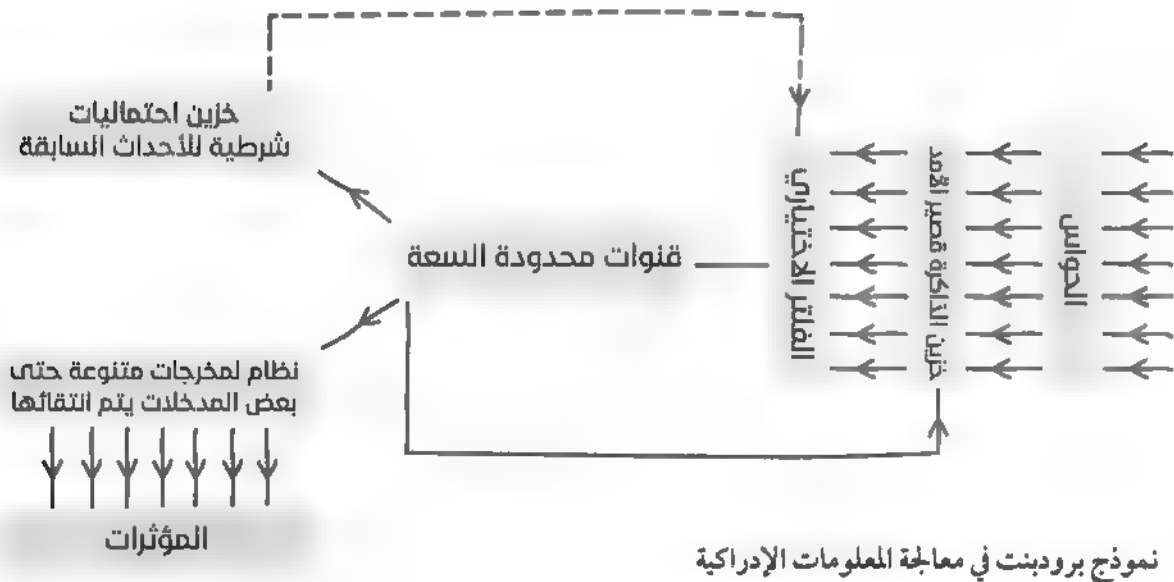 الحواس
خزين الذاكرة قصير الأمد
الفلتر الاختياري
قنوات محدودة السعة
خزين احتماليات
شرطية للأحداث السابقة
نظام لمخرجات متنوعة حتى
بعض المدخلات يتم انتقائها
المؤثرات
نموذج برودبنت في معالجة المعلومات الإدراكية